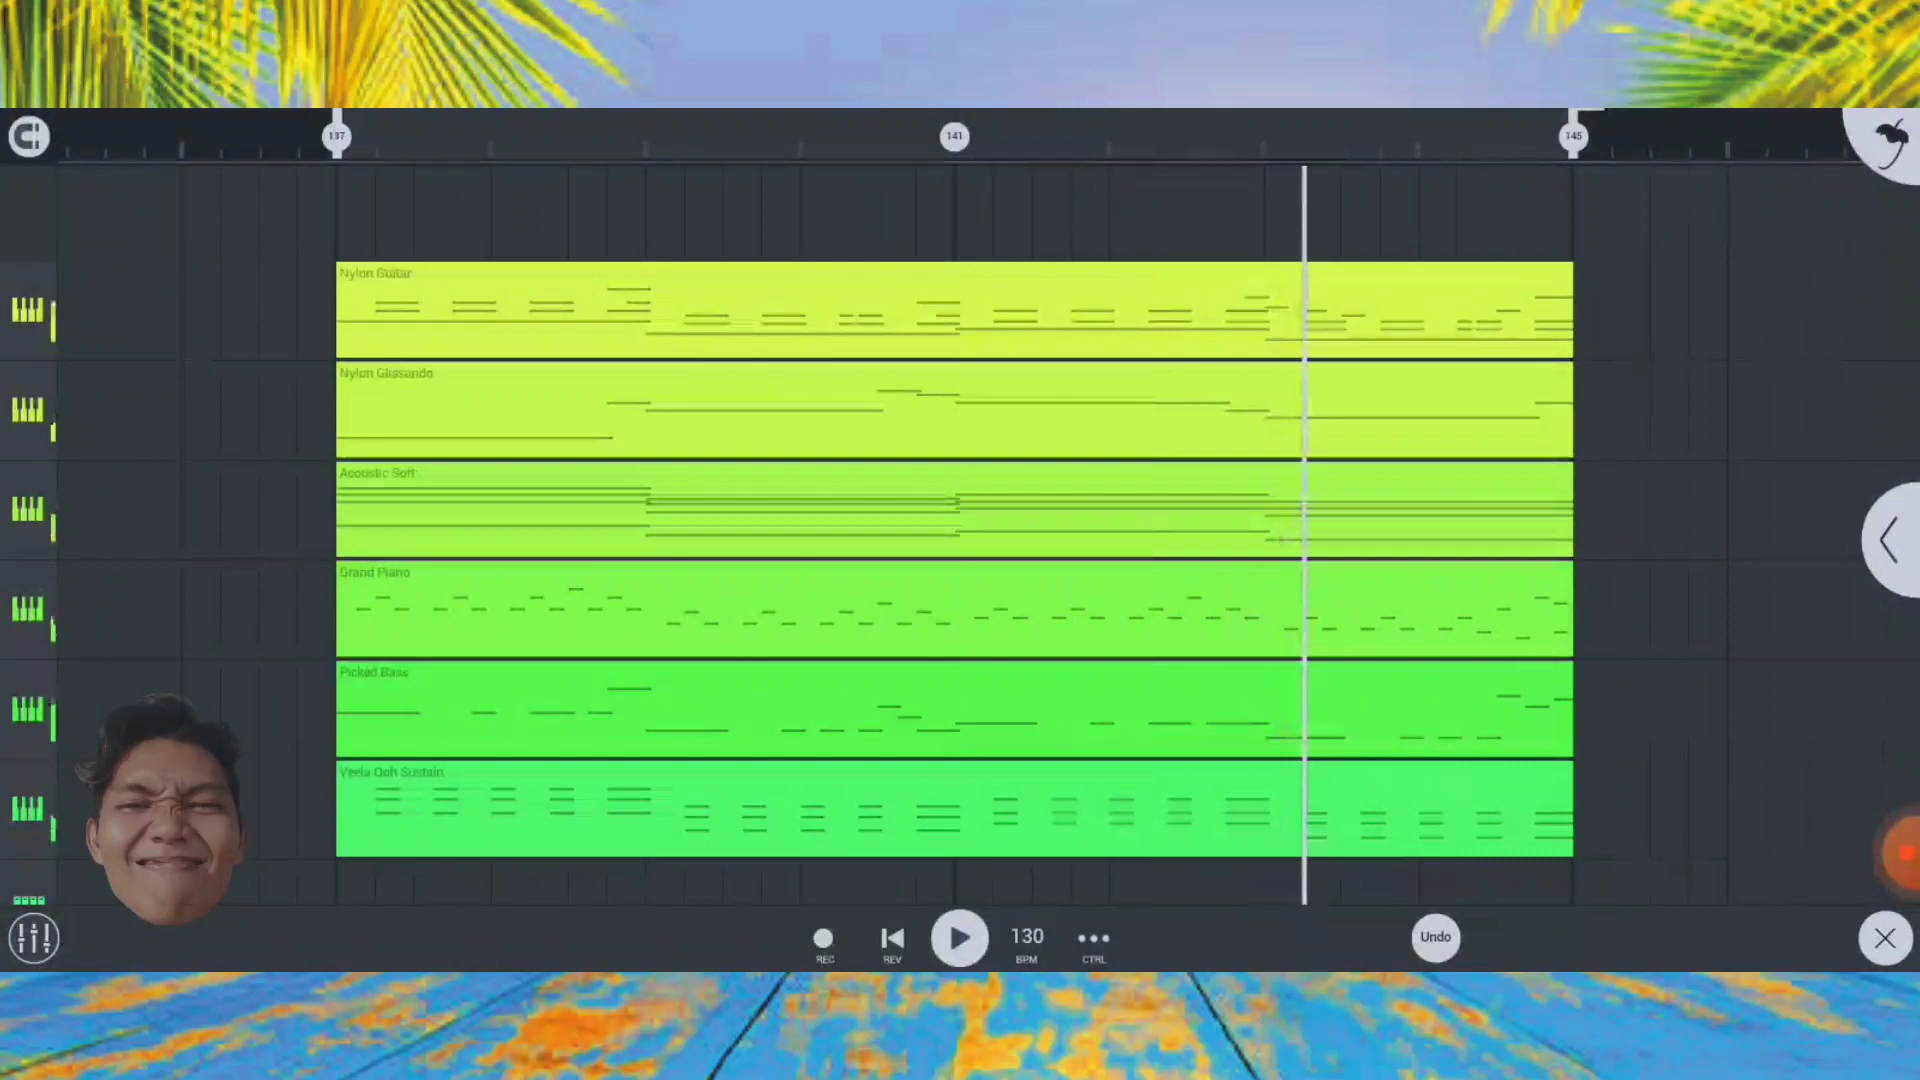 137
141
145
Nylon Guitar
Nylon Glissando
Acoustic Soft
Grand Piano
Picked Bass
Veela Ooh Sustain
130
Undo
REC
REV
BPM
CTRL